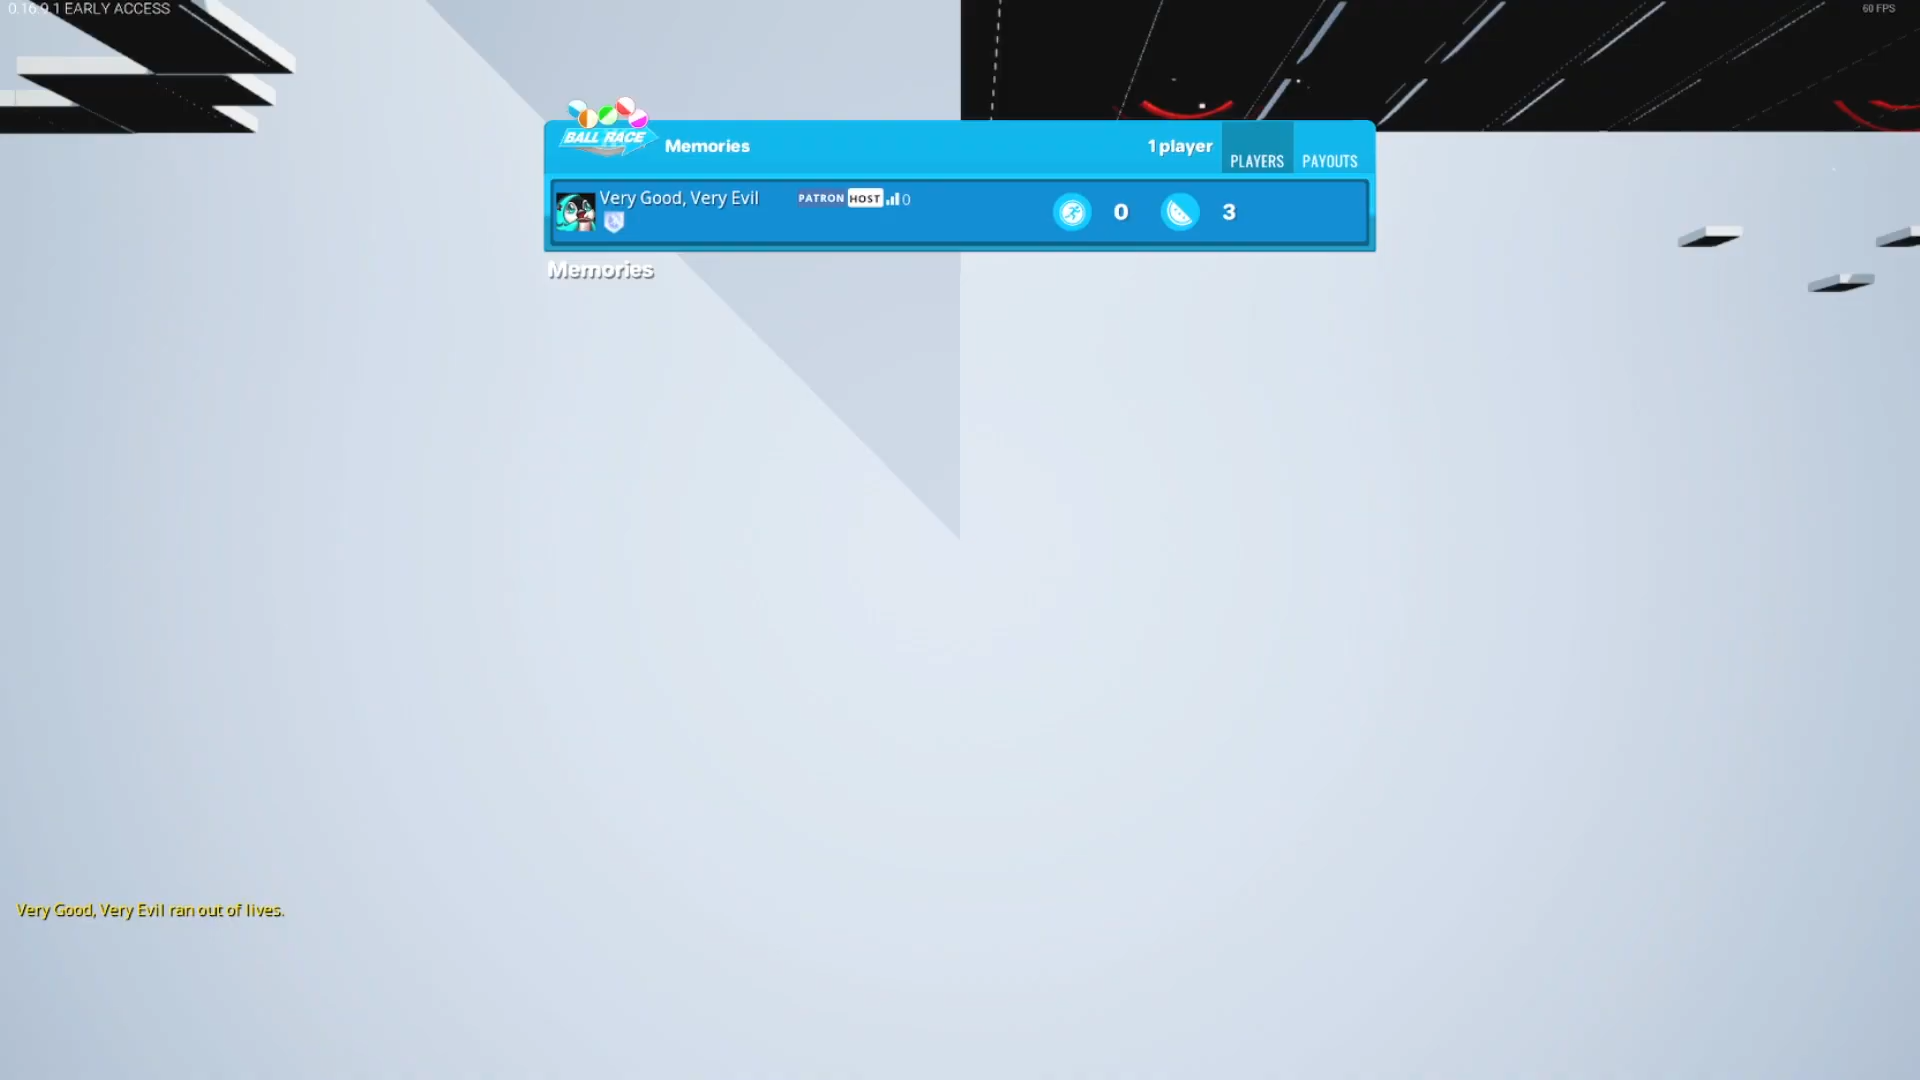 0.16.9.1 EARLY ACCESS
60 FPS
BALL RACE
Memories
1 player
PLAYERS
PAYOUTS
Very Good, Very Evil
PATRON HOST 0
0
3
Memories
Very Good, Very Evil ran out of lives.